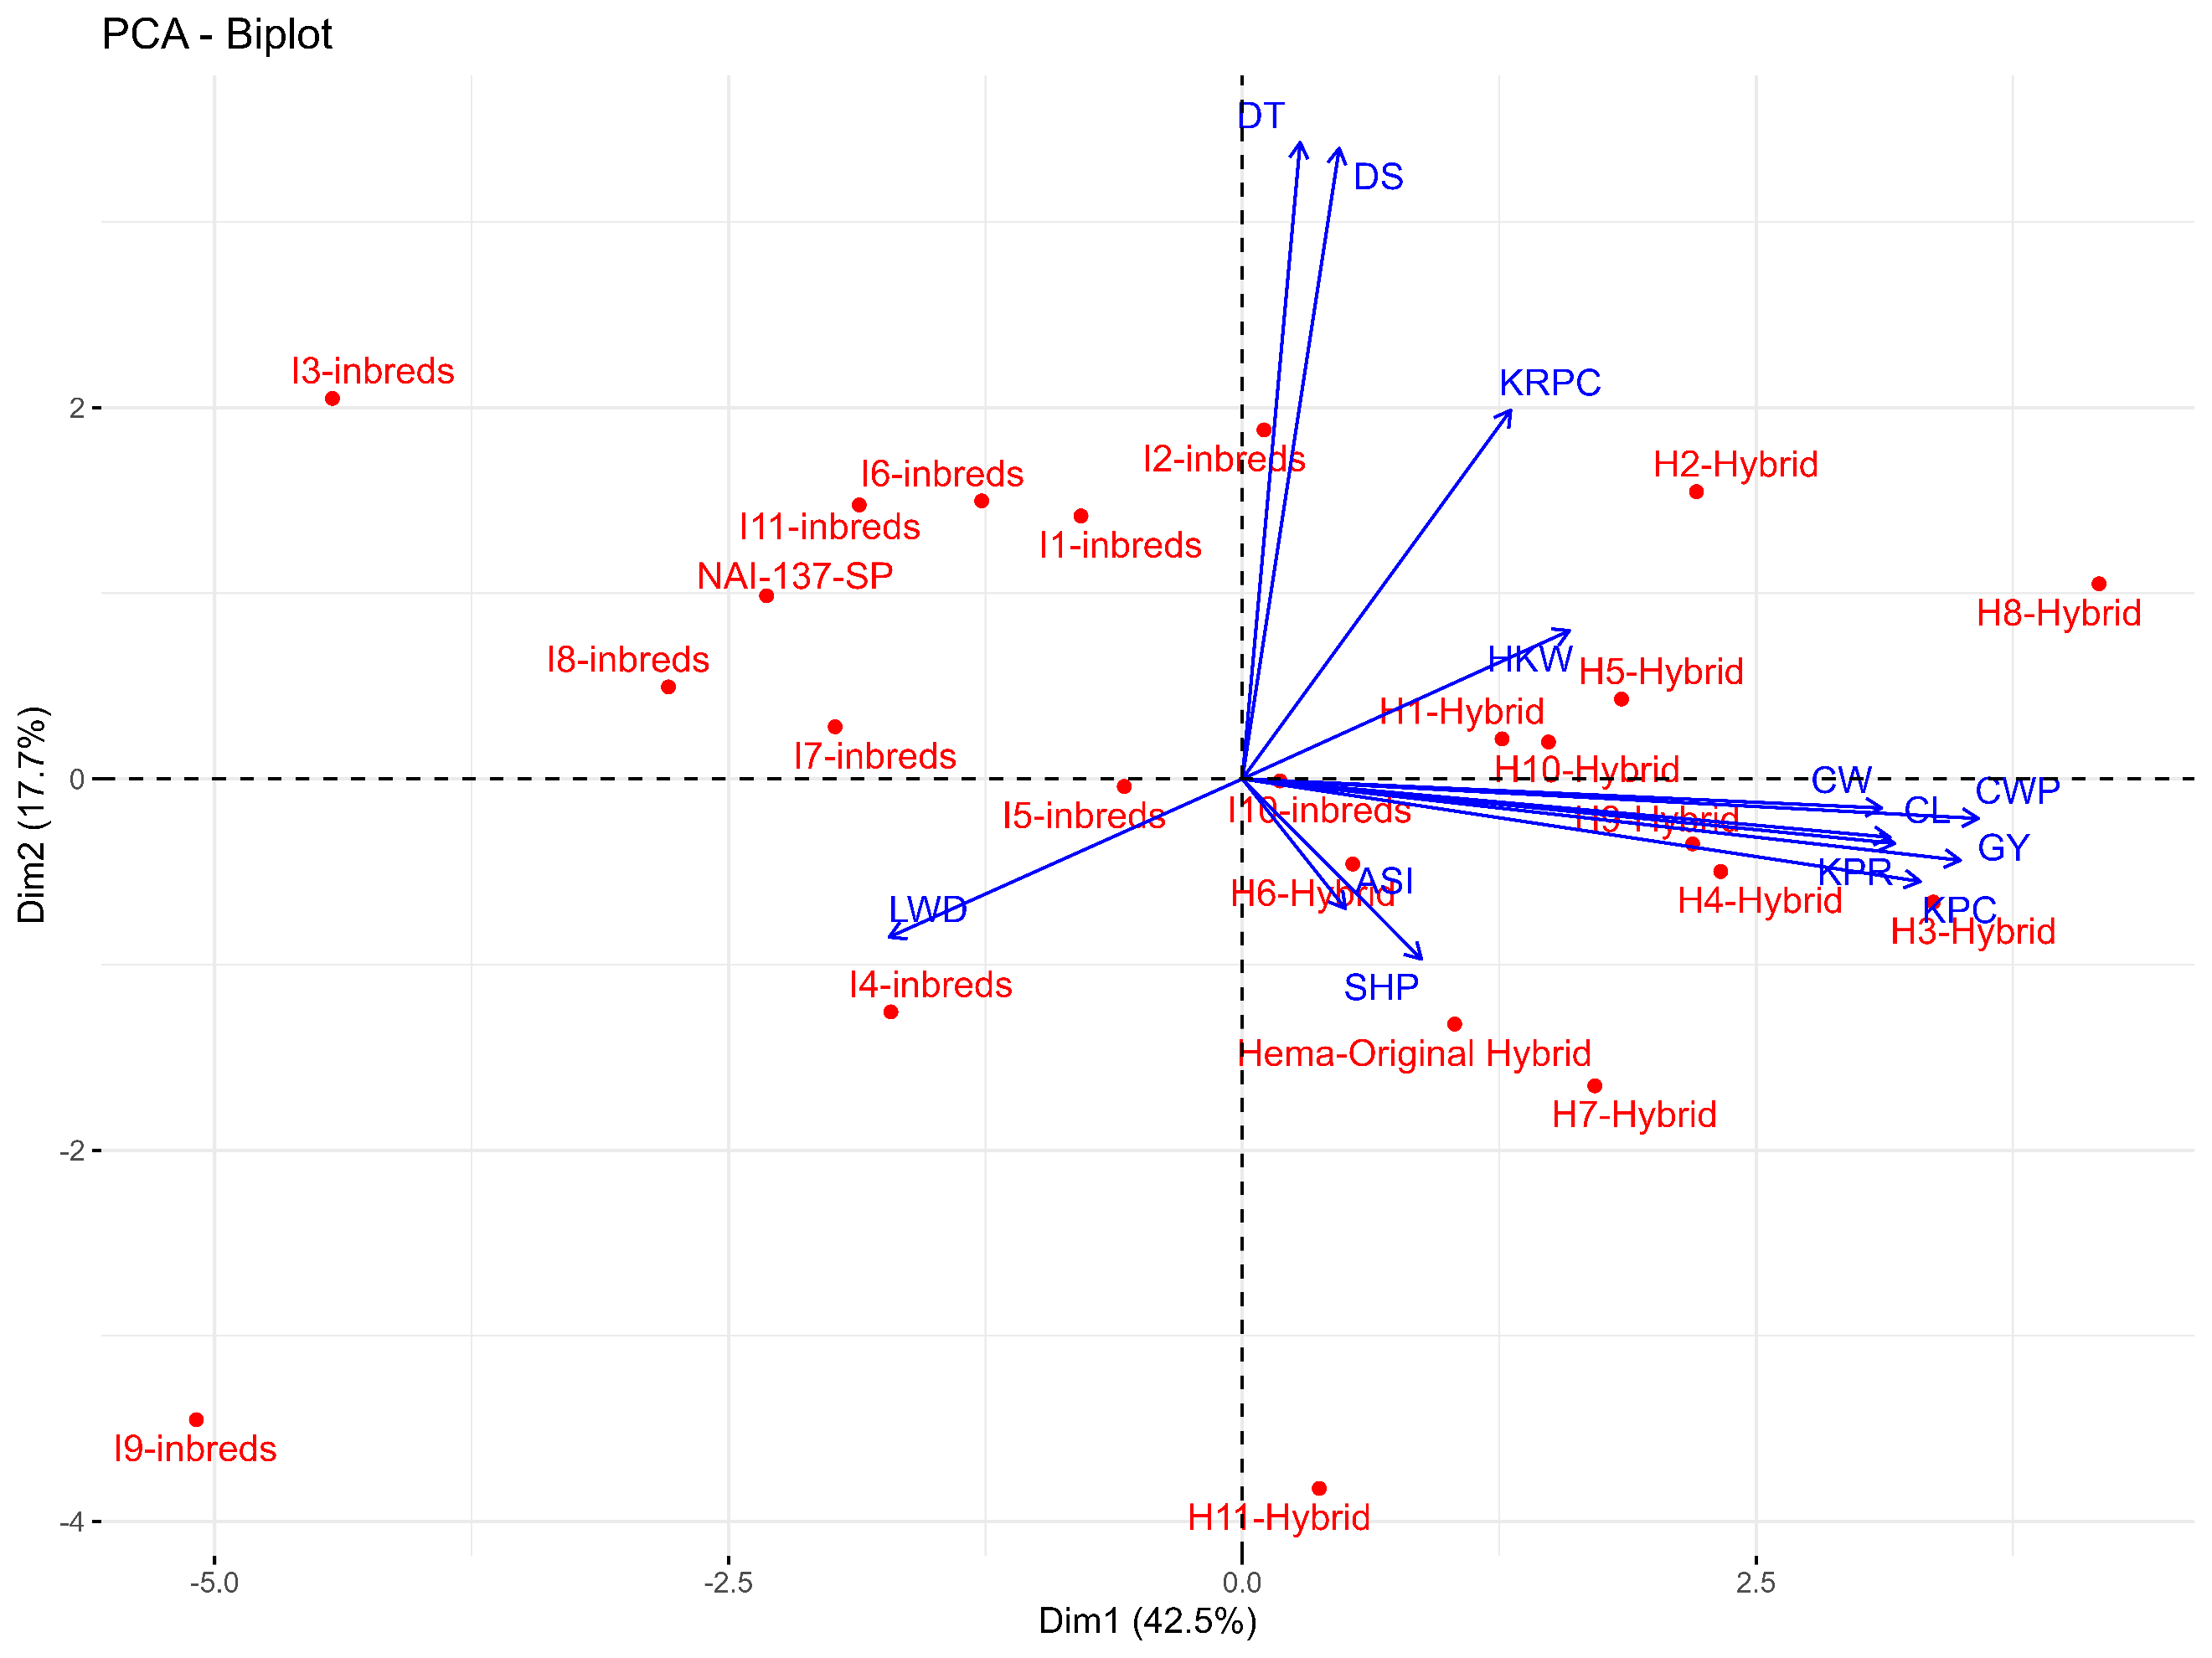 PCA - Biplot
DT
DS
I3-inbreds
KRPC
2
I2-inbreds
H2-Hybrid
I6-inbreds
I11-inbreds
I1-inbreds
NAI-137-SP
H8-Hybrid
I8-inbreds
HKW
H5-Hybrid
H1-Hybrid
I7-inbreds
H10-Hybrid
0
CW
CWP
I5-inbreds
I10-inbreds
H9-Hybrid
CL
GY
KPR
ASI
H6-Hybrid
H4-Hybrid
LWD
KPC
H3-Hybrid
I4-inbreds
SHP
Hema-Original Hybrid
H7-Hybrid
-2
I9-inbreds
H11-Hybrid
-4
-5.0
-2.5
0.0
2.5
Dim1 (42.5%)
Dim2 (17.7%)